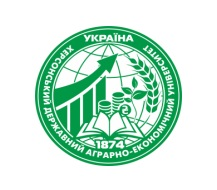 УКРАЇНА
ХЕРСОНСЬКИЙ ДЕРЖАВНИЙ АГРАРНО-ЕКОНОМІЧНИЙ УНІВЕРСИТЕТ
1874